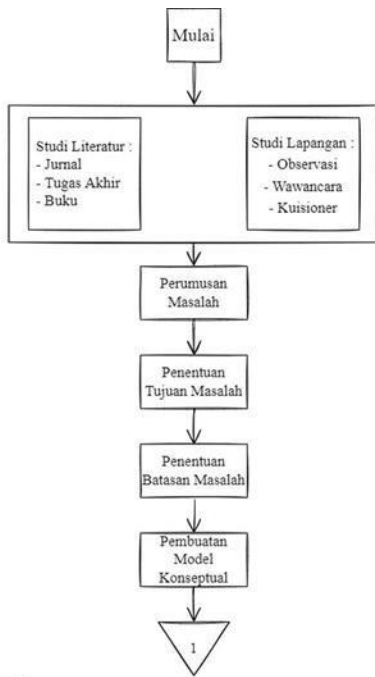 Mulai
Studi Literatur :
- Jurnal
- Tugas Akhir
- Buku
Studi Lapangan :
- Observasi
- Wawancara
- Kuisioner
Perumusan
Masalah
Penentuan
Tujuan Masalah
Penentuan
Batasan Masalah
Pembuatan
Model
Konseptual
1